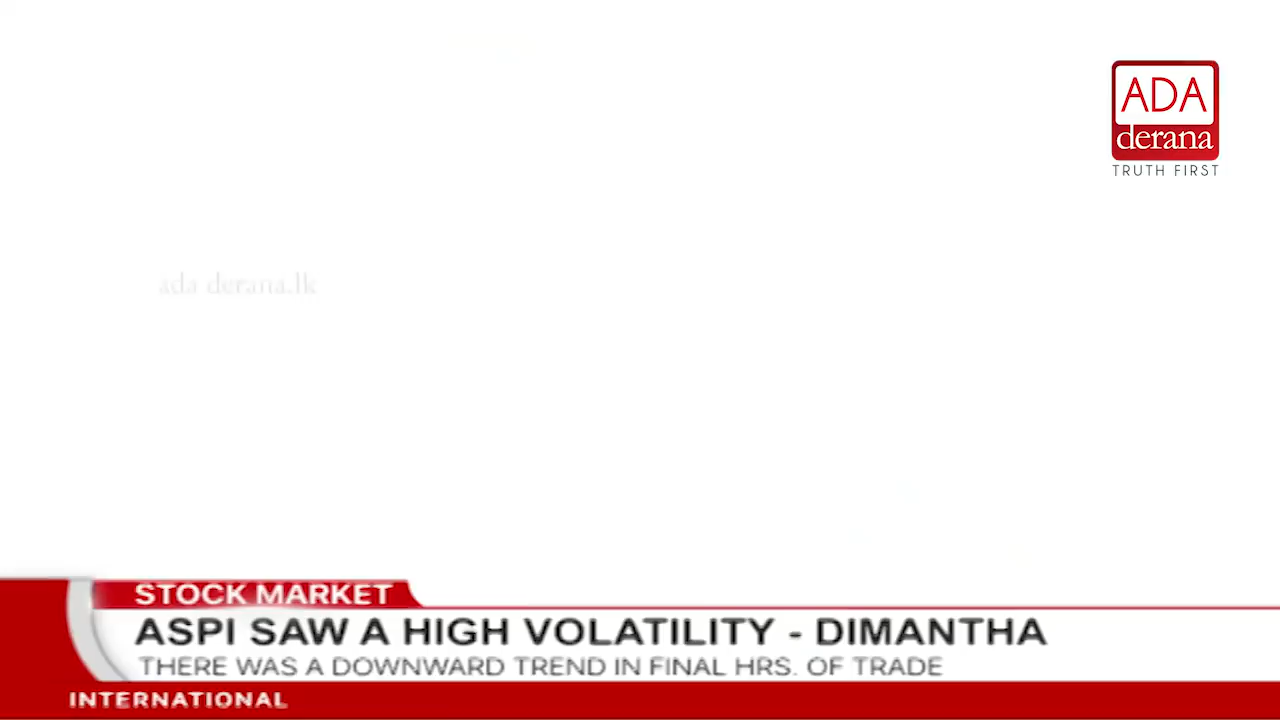 ADA
derana
TRUTH FIRST
ada derana.lk
STOCK MARKET
ASPI SAW A HIGH VOLATILITY - DIMANTHA
THERE WAS A DOWNWARD TREND IN FINAL HRS. OF TRADE
INTERNATIONAL